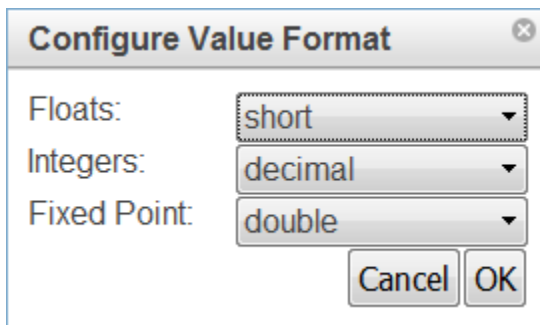 Configure Value Format
Floats: short
Integers: decimal
Fixed Point: double
Cancel OK